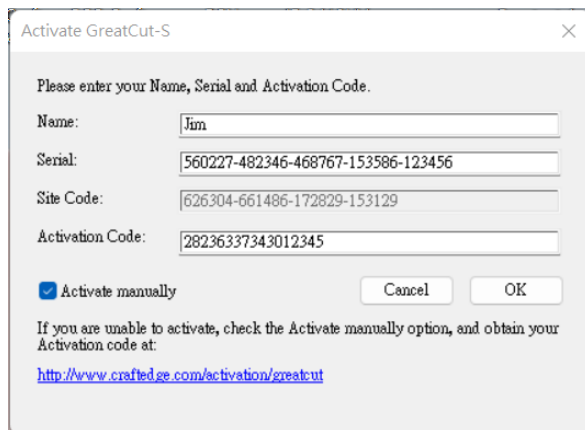 Activate GreatCut-S
Please enter your Name, Serial and Activation Code.
Name:
Jim
Serial:
560227-482346-468767-153586-123456
Site Code:
626304-661486-172829-153129
Activation Code:
28236337343012345
Activate manually
Cancel
OK
If you are unable to activate, check the Activate manually option, and obtain your
Activation code at:
http://www.craftedge.com/activation/greatcut